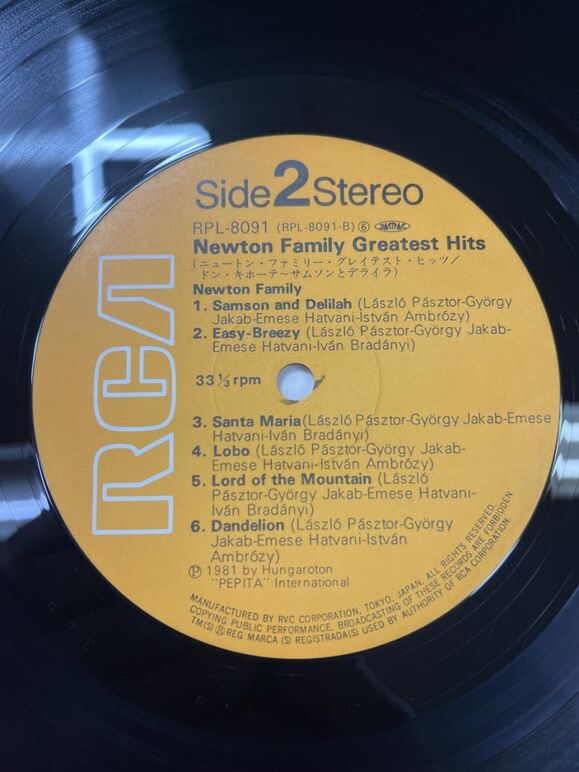 RCA
Side 2 Stereo
RPL-8091 (RPL-8091-B) ⑥ JASRAC
Newton Family Greatest Hits
(ニュートン・ファミリー・グレイテスト・ヒッツ/
ドン・キホーテ〜サムソンとデライラ)
Newton Family
1. Samson and Delilah (László Pásztor-György
Jakab-Emese Hatvani-István Ambrózy)
2. Easy-Breezy (László Pásztor-György Jakab-
Emese Hatvani-Iván Bradányi)
33 ⅓ rpm
3. Santa Maria(László Pásztor-György Jakab-Emese
Hatvani-Iván Bradányi)
4. Lobo (László Pásztor-György Jakab-
Emese Hatvani-István Ambrózy)
5. Lord of the Mountain (László
Pásztor-György Jakab-Emese Hatvani-
Iván Bradányi)
6. Dandelion (László Pásztor-György
Jakab-Emese Hatvani-István
Ambrózy)
℗ 1981 by Hungaroton
"PEPITA" International
MANUFACTURED BY RVC CORPORATION, TOKYO, JAPAN, ALL RIGHTS RESERVED.
COPYING PUBLIC PERFORMANCE, BROADCASTING OF THESE RECORDS ARE FORBIDDEN
TM(S) ® REG MARCA (S) REGISTRADA(S) USED BY AUTHORITY OF RCA CORPORATION.